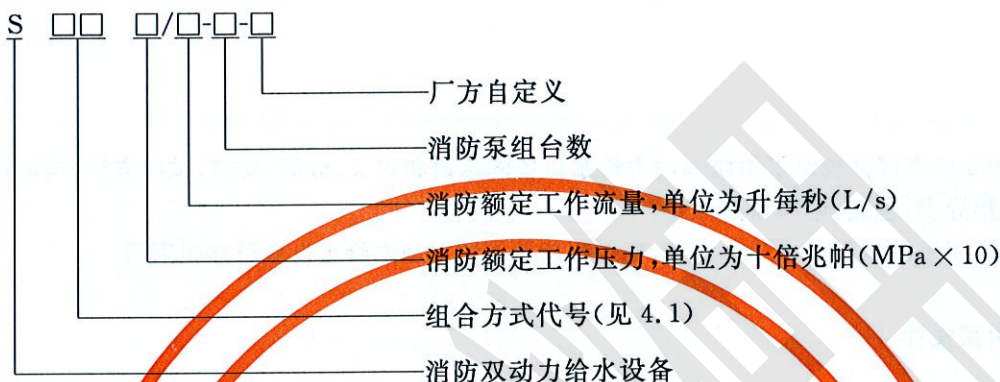 S □□ □/□-□-□
厂方自定义
消防泵组台数
消防额定工作流量,单位为升每秒(L/s)
消防额定工作压力,单位为十倍兆帕(MPa×10)
组合方式代号(见 4.1)
消防双动力给水设备